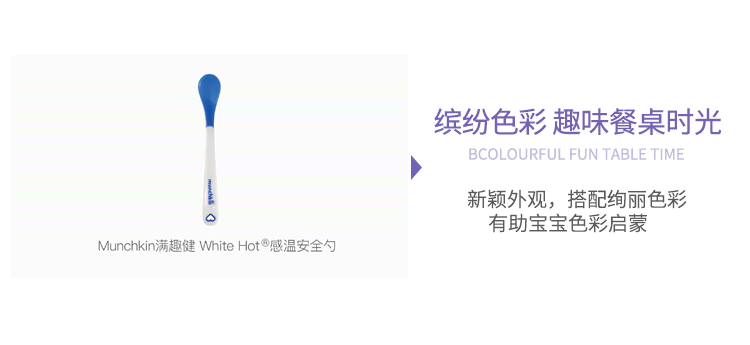 munchkin
Munchkin满趣健 White Hot®感温安全勺
缤纷色彩 趣味餐桌时光
BCOLOURFUL FUN TABLE TIME
新颖外观，搭配绚丽色彩
有助宝宝色彩启蒙